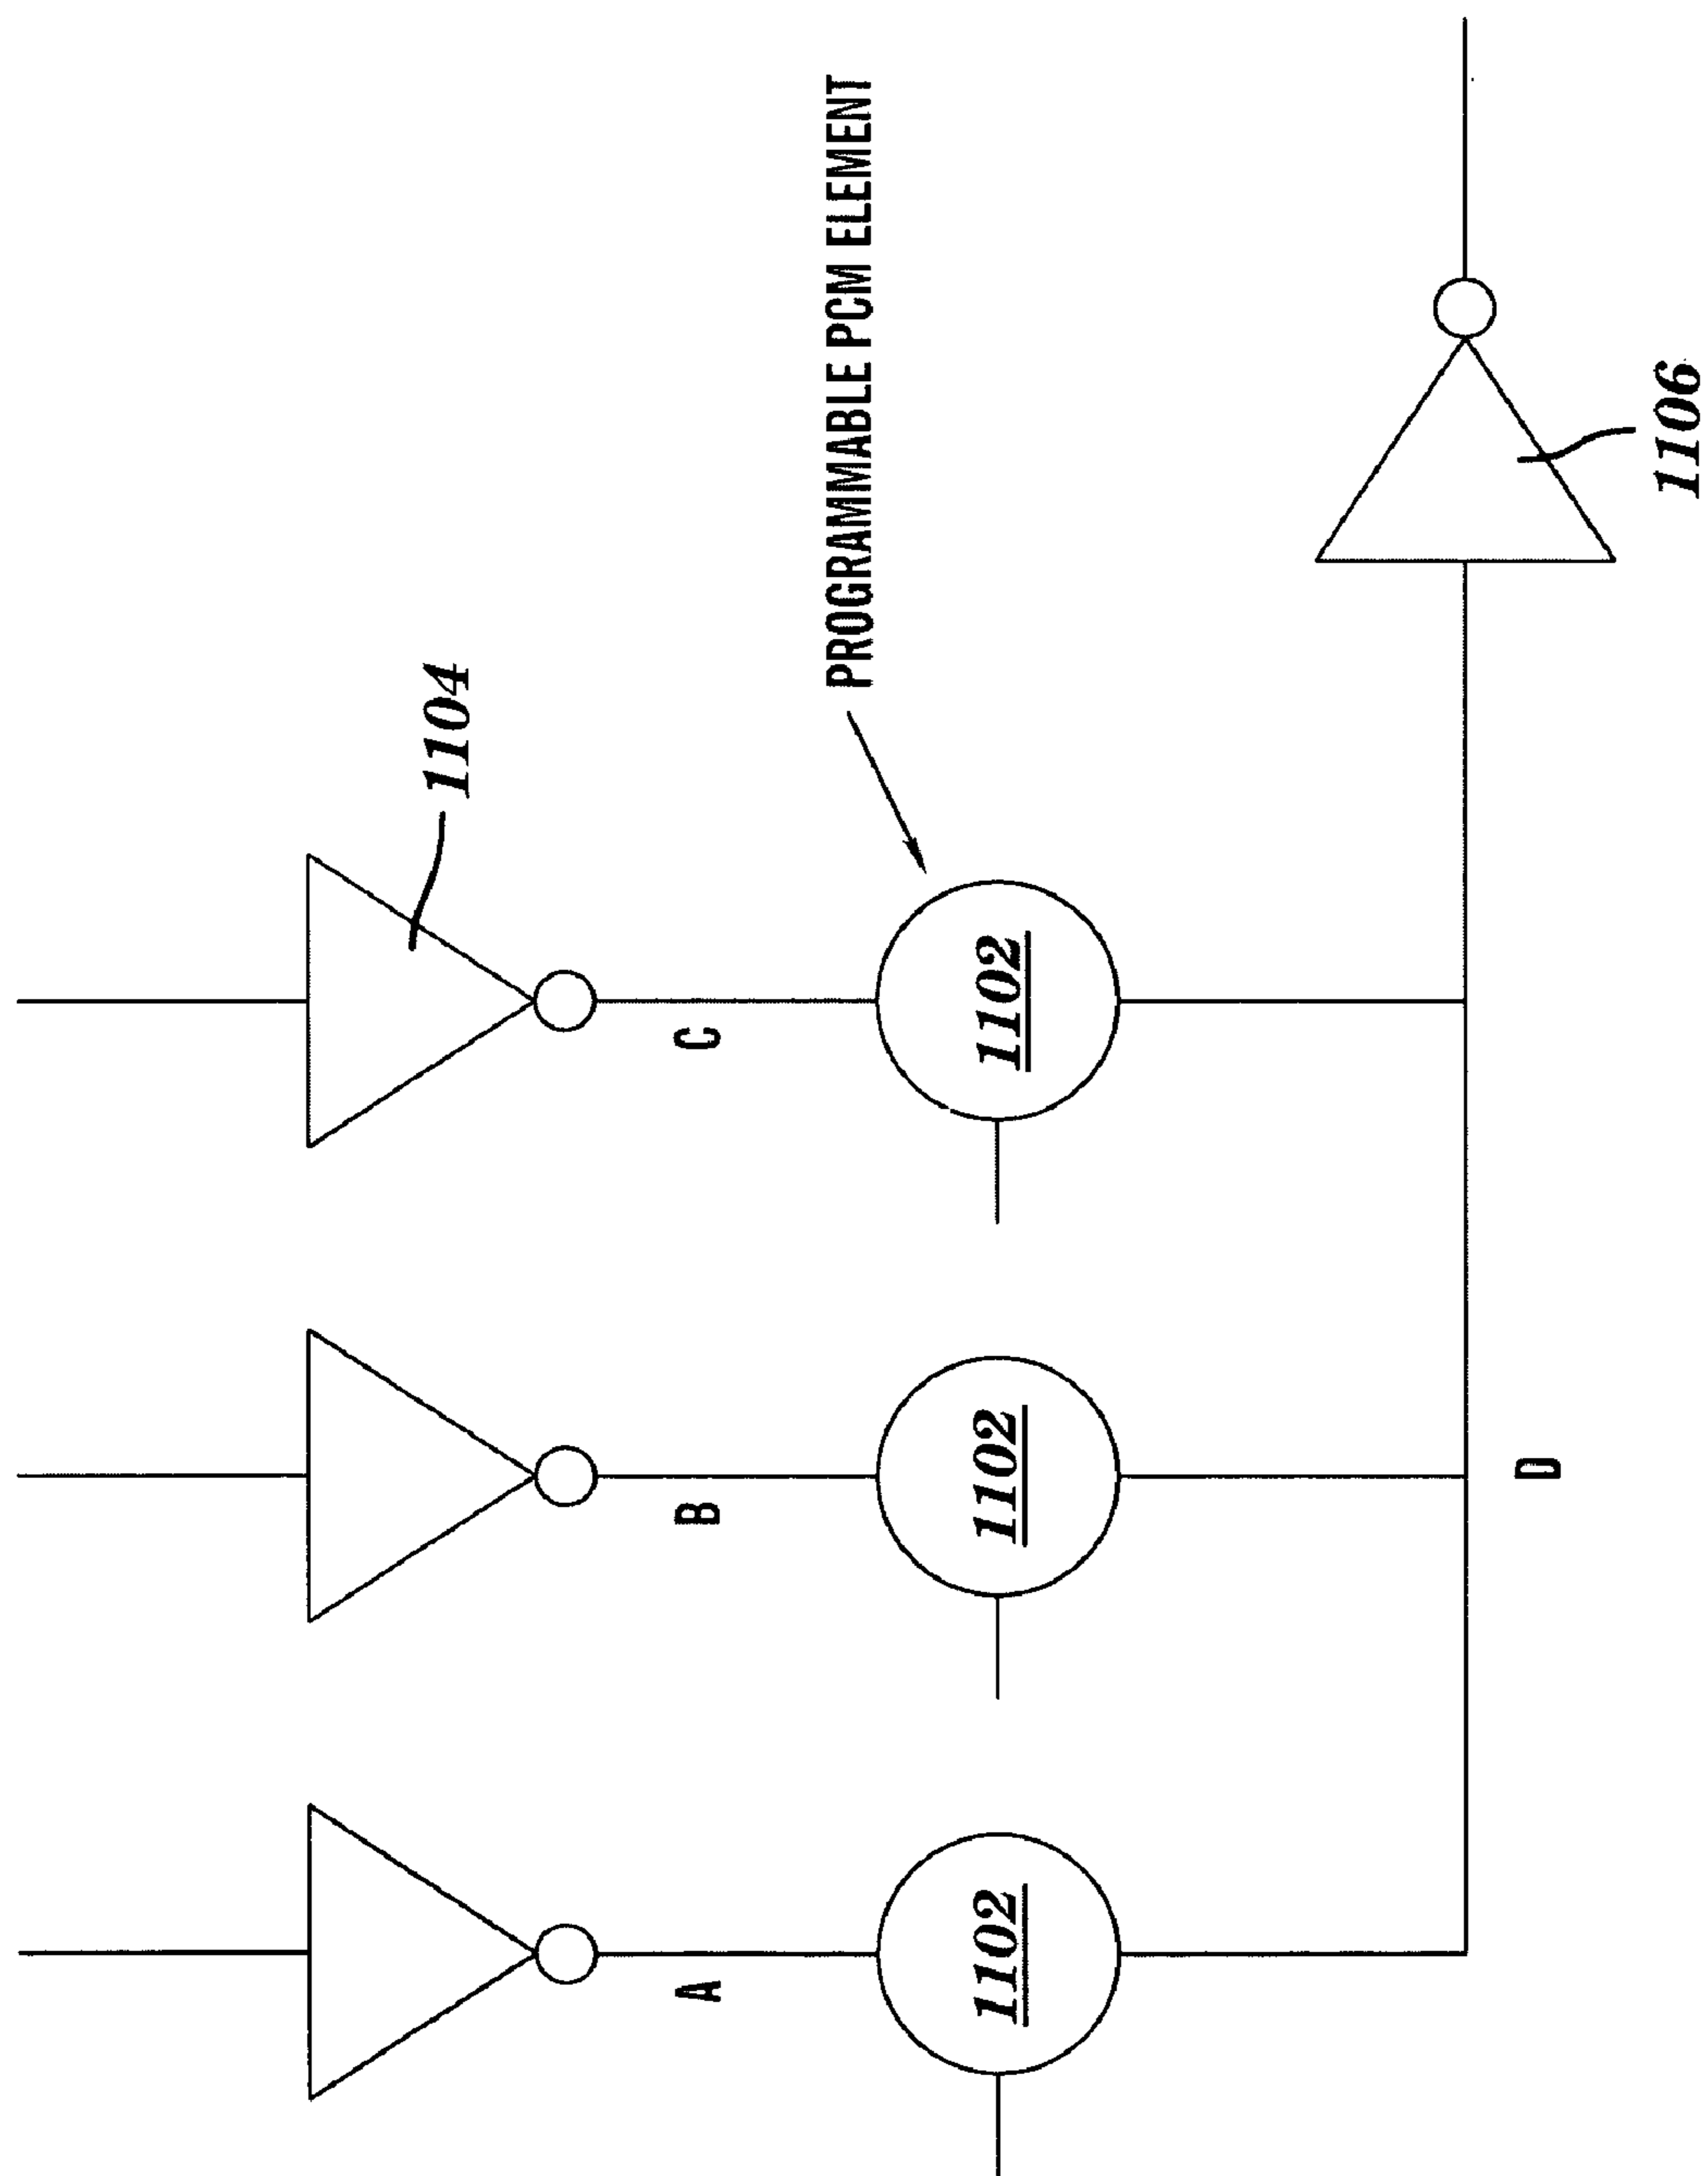 1104
PROGRAMMABLE PCM ELEMENT
C
B
A
1102
1102
1102
D
1106